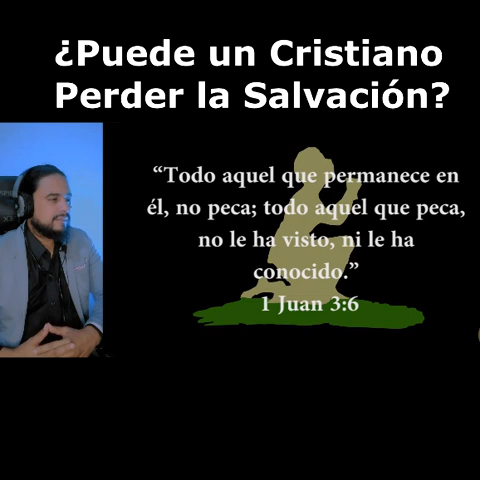 ¿Puede un Cristiano
Perder la Salvación?
“Todo aquel que permanece en
él, no peca; todo aquel que peca,
no le ha visto, ni le ha
conocido.”
1 Juan 3:6